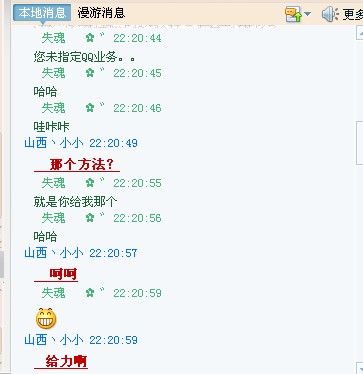 本地消息 漫游消息
更多
失魂 ✿ ゛ 22:20:44
您未指定QQ业务。。
失魂 ✿ ゛ 22:20:45
哈哈
失魂 ✿ ゛ 22:20:46
哇咔咔
山西丶小小 22:20:49
那个方法？
失魂 ✿ ゛ 22:20:55
就是你给我那个
失魂 ✿ ゛ 22:20:56
哈哈
山西丶小小 22:20:57
呵呵
失魂 ✿ ゛ 22:20:59
山西丶小小 22:20:59
给力啊